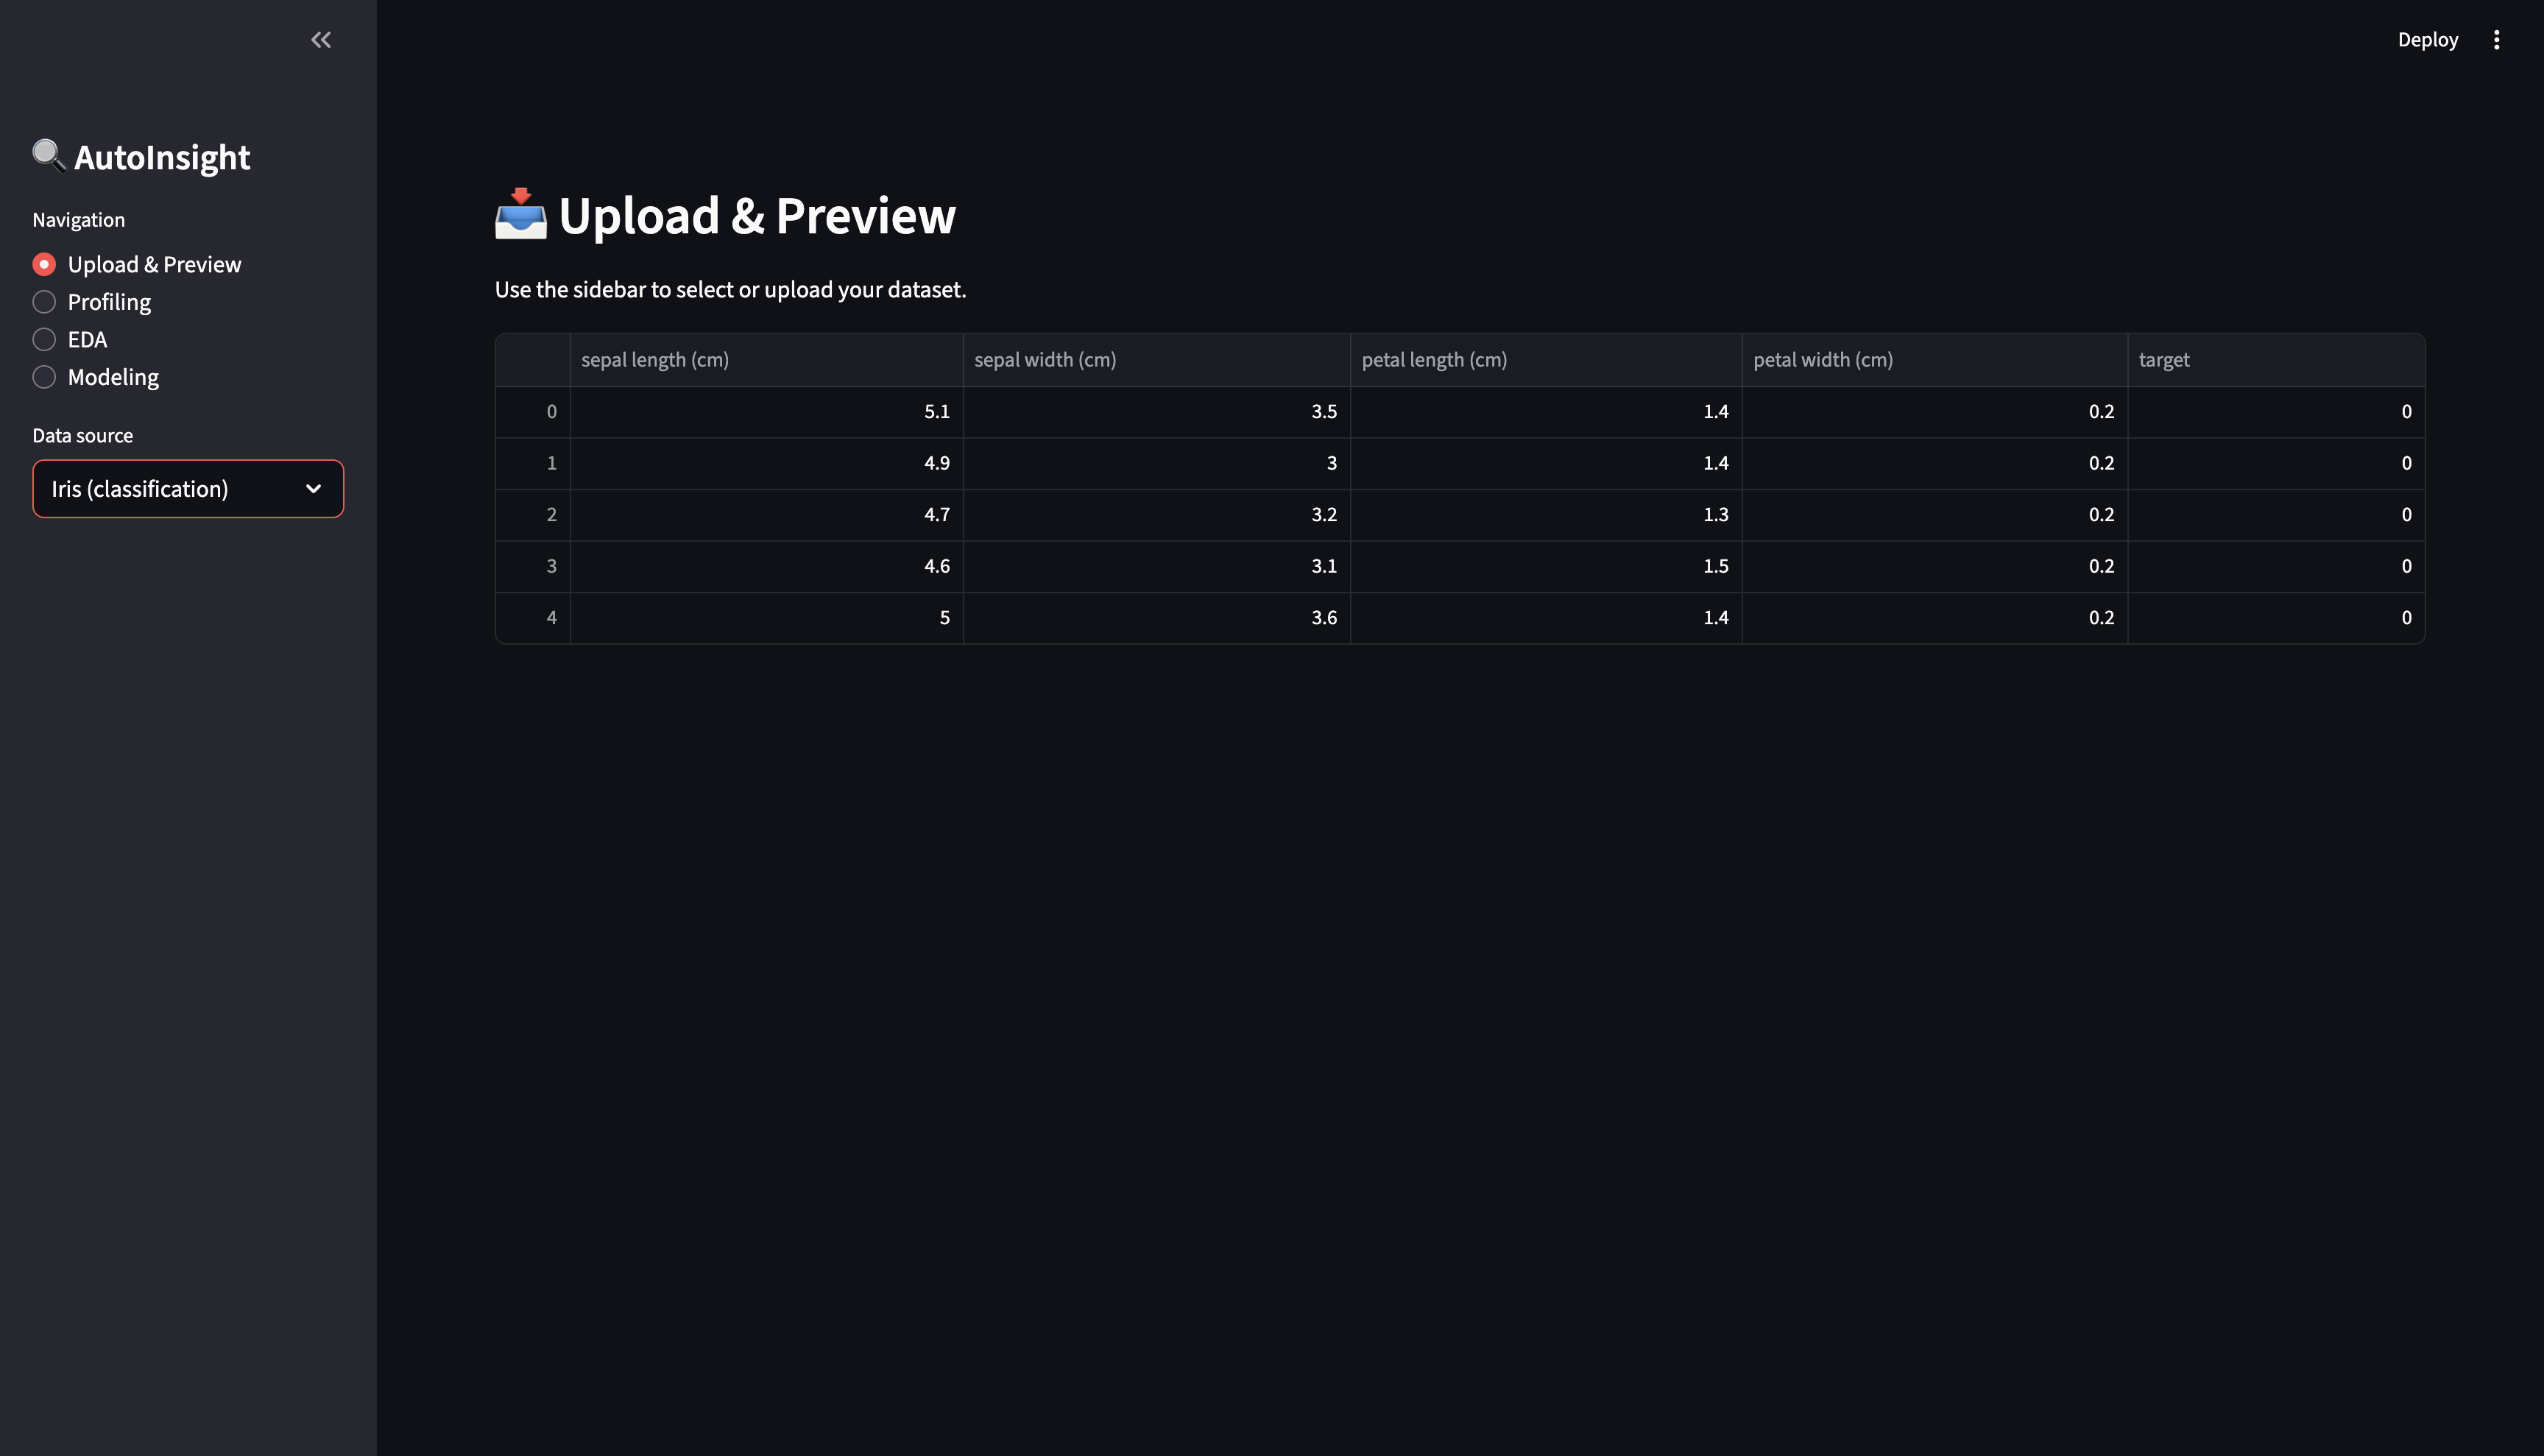 Deploy
AutoInsight
Navigation
Upload & Preview
Profiling
EDA
Modeling
Data source
Iris (classification)
Upload & Preview
Use the sidebar to select or upload your dataset.
sepal length (cm) sepal width (cm) petal length (cm) petal width (cm) target
0 5.1 3.5 1.4 0.2 0
1 4.9 3 1.4 0.2 0
2 4.7 3.2 1.3 0.2 0
3 4.6 3.1 1.5 0.2 0
4 5 3.6 1.4 0.2 0